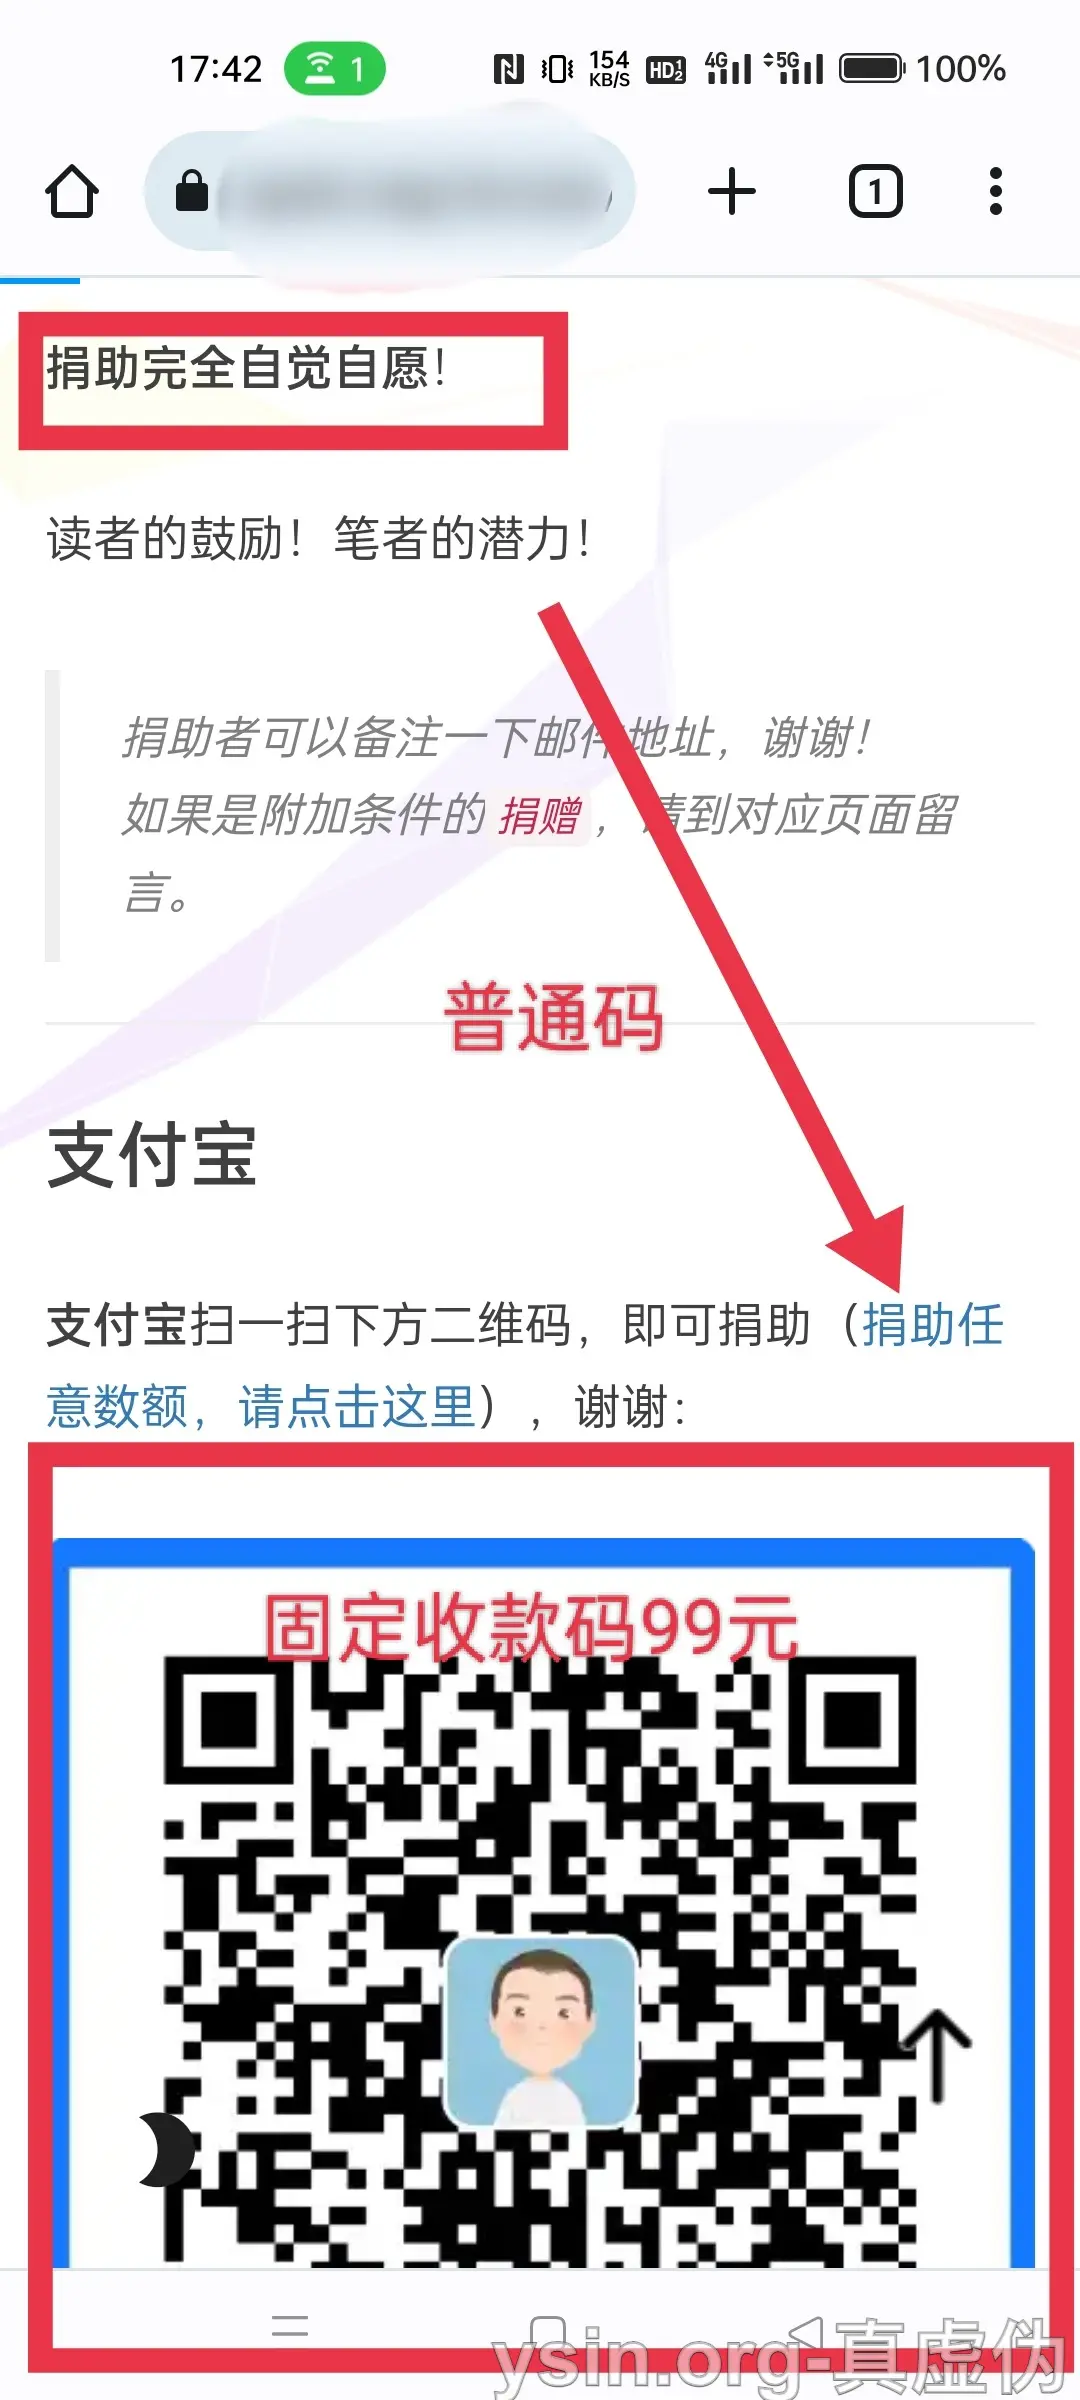 17:42
1
154
KB/S
HD 1 2
4G
5G
100%
1
捐助完全自觉自愿！
读者的鼓励！笔者的潜力！
捐助者可以备注一下邮件地址，谢谢！
如果是附加条件的 捐赠 ，请到对应页面留
言。
普通码
支付宝
支付宝扫一扫下方二维码，即可捐助（捐助任
意数额，请点击这里），谢谢：
固定收款码99元
ysin.org-真虚伪